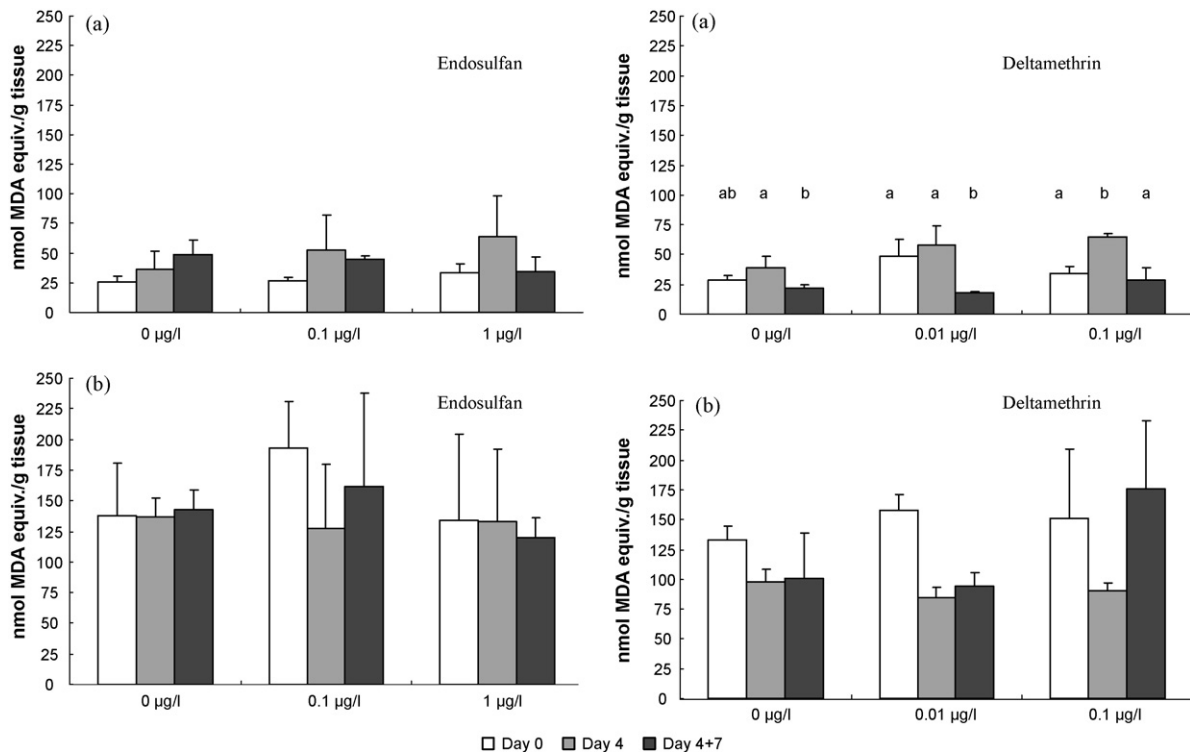 (a)
Endosulfan
nmol MDA equiv./g tissue
250
225
200
175
150
125
100
75
50
25
0
0 µg/l 0.1 µg/l 1 µg/l
(a)
Deltamethrin
nmol MDA equiv./g tissue
250
225
200
175
150
125
100
75
50
25
0
ab a b a a b a b a
0 µg/l 0.01 µg/l 0.1 µg/l
(b)
Endosulfan
nmol MDA equiv./g tissue
250
225
200
175
150
125
100
75
50
25
0
0 µg/l 0.1 µg/l 1 µg/l
(b)
Deltamethrin
nmol MDA equiv./g tissue
250
225
200
175
150
125
100
75
50
25
0
0 µg/l 0.01 µg/l 0.1 µg/l
Day 0 Day 4 Day 4+7